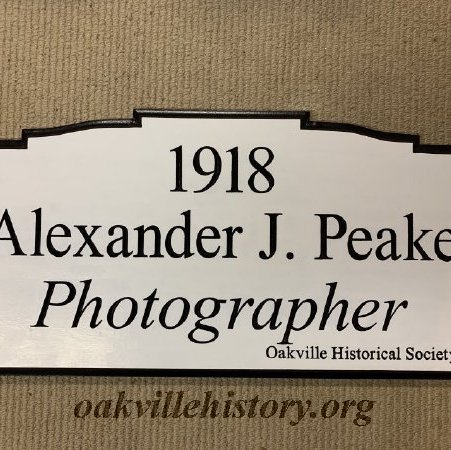 1918
Alexander J. Peake
Photographer
Oakville Historical Society
oakvillehistory.org